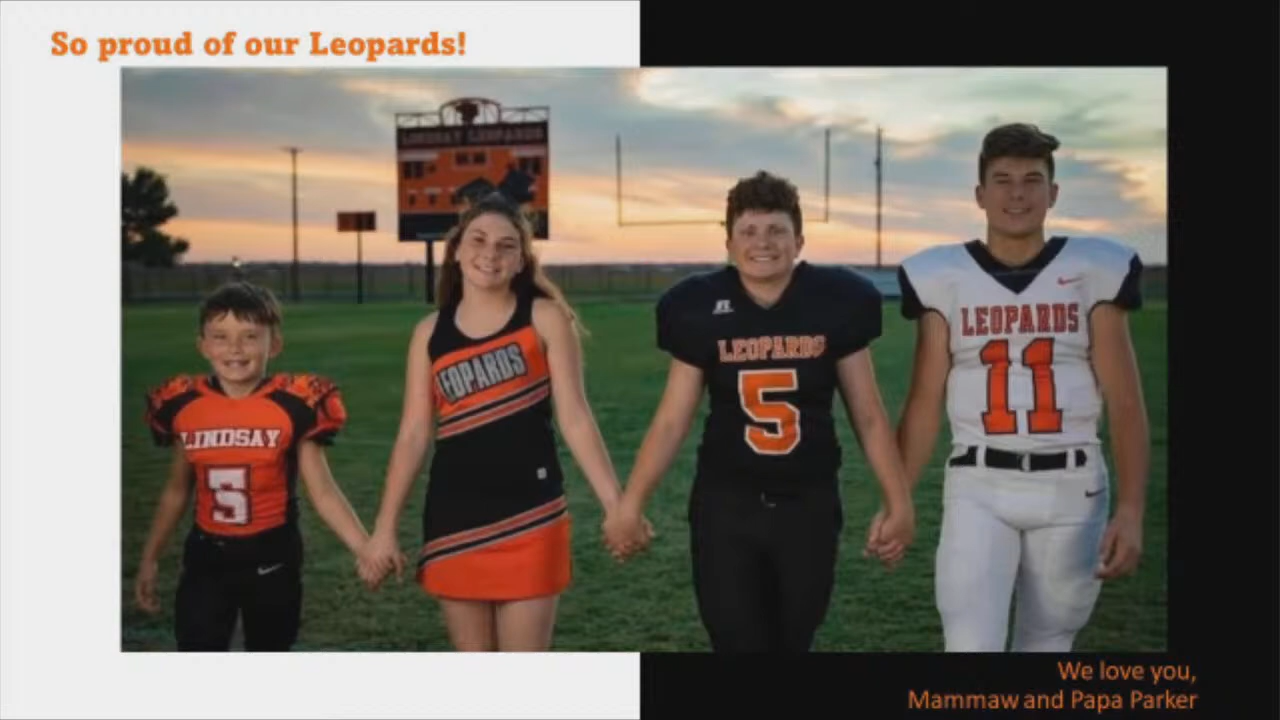 So proud of our Leopards!
LINDSAY LEOPARDS
LEOPARDS
LEOPARDS
LEOPARDS
LINDSAY
5
5
11
We love you,
Mammaw and Papa Parker